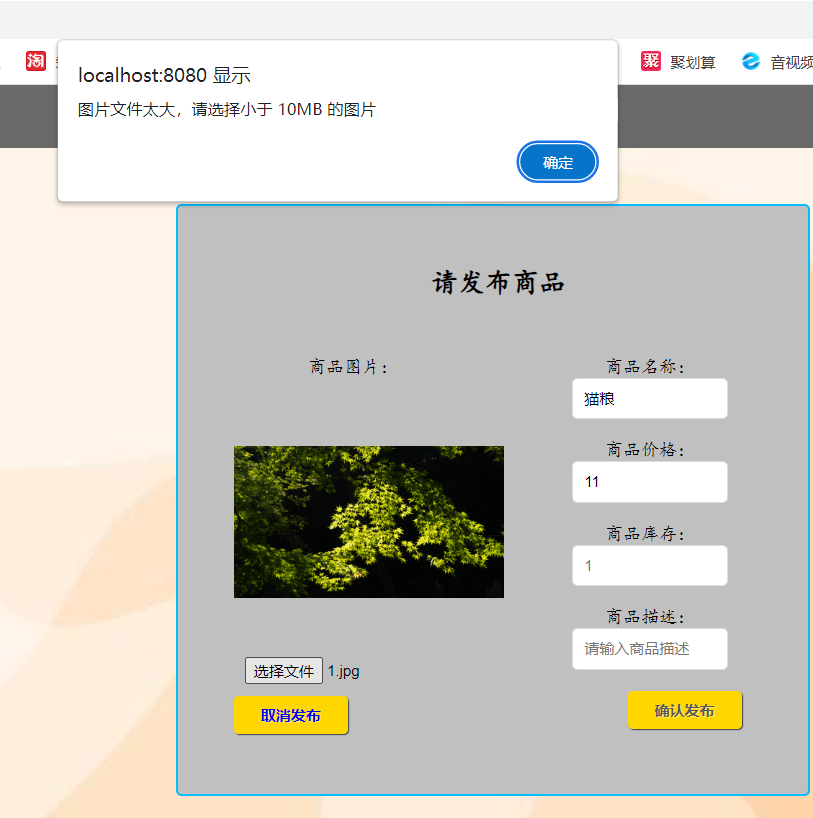 淘
聚 聚划算
音视频
localhost:8080 显示
图片文件太大，请选择小于 10MB 的图片
确定
请发布商品
商品图片：
商品名称：
猫粮
商品价格：
11
商品库存：
1
商品描述：
请输入商品描述
选择文件 1.jpg
取消发布
确认发布